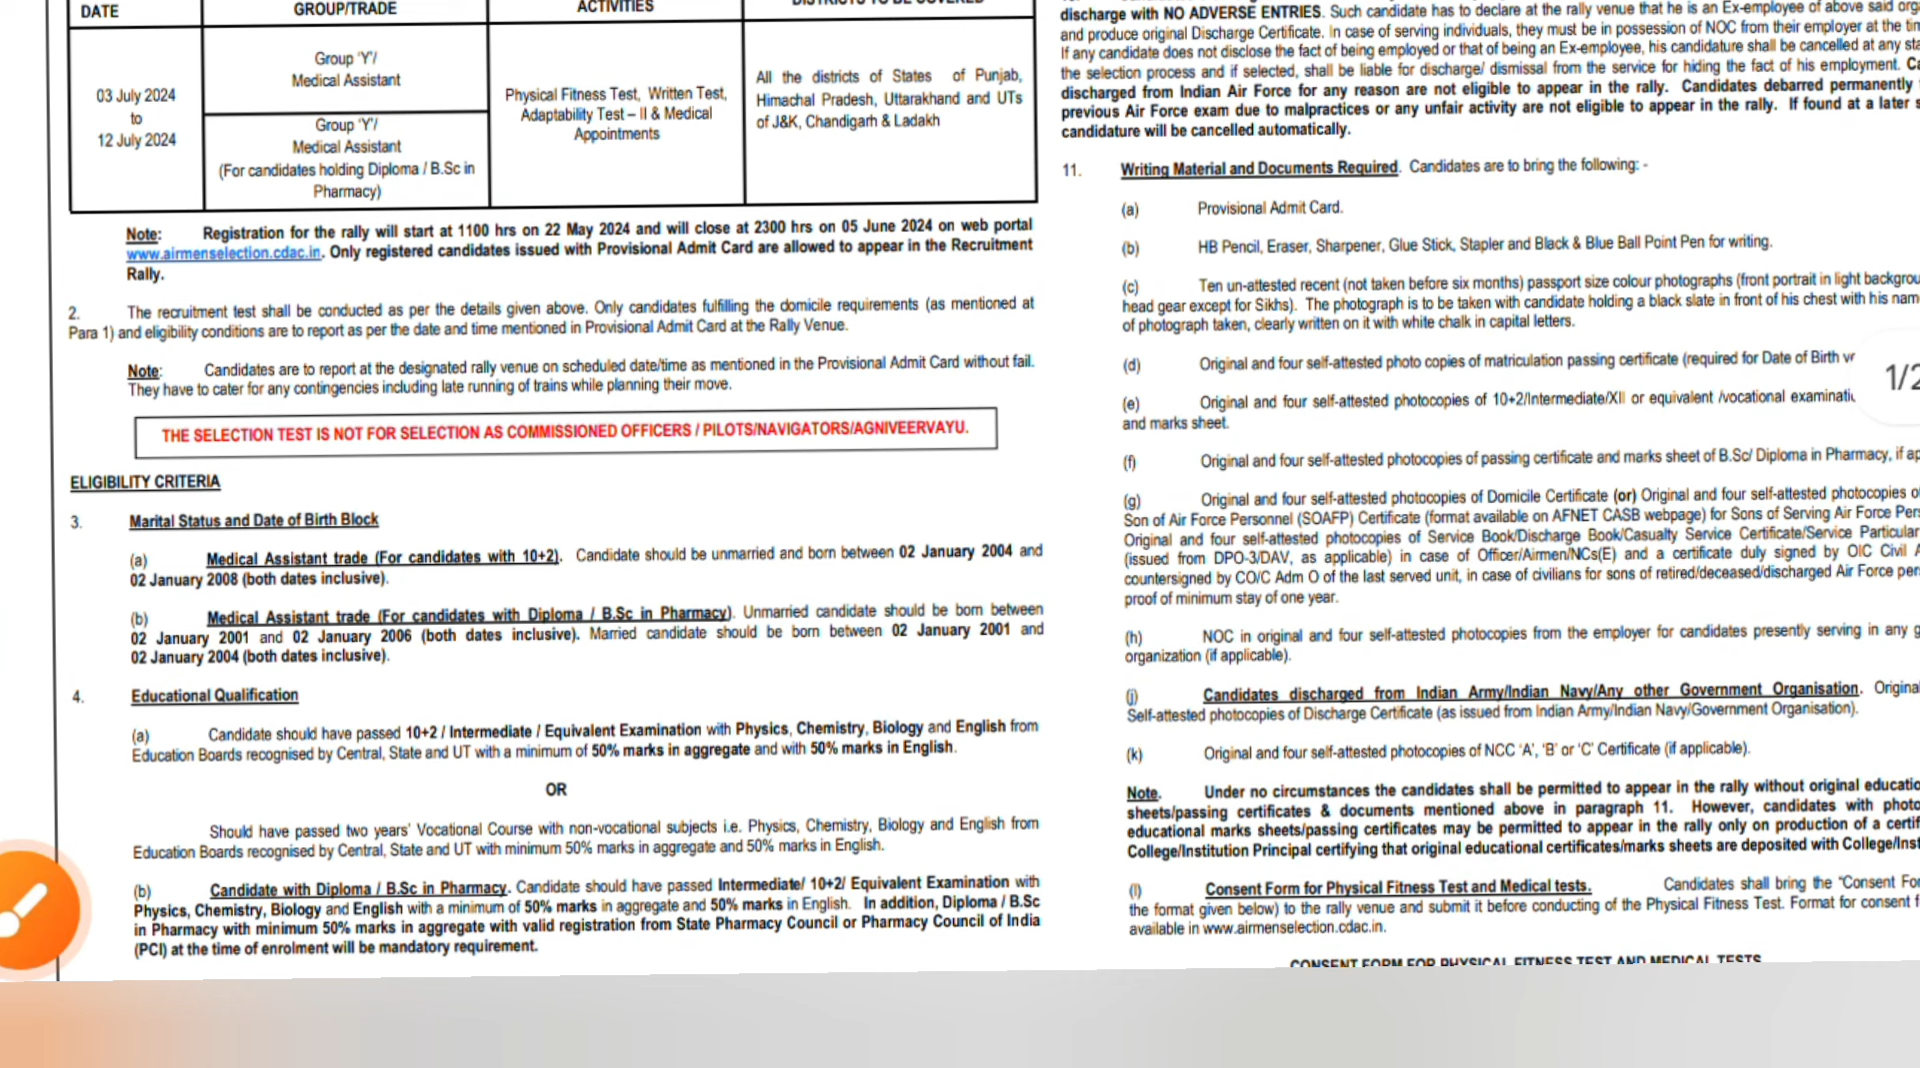 DATE
GROUP/TRADE
ACTIVITIES
03 July 2024
to
12 July 2024
Group 'Y'/
Medical Assistant
Group 'Y'/
Medical Assistant
(For candidates holding Diploma / B.Sc in
Pharmacy)
Physical Fitness Test, Written Test,
Adaptability Test – II & Medical
Appointments
All the districts of States of Punjab,
Himachal Pradesh, Uttarakhand and UTs
of J&K, Chandigarh & Ladakh
Note: Registration for the rally will start at 1100 hrs on 22 May 2024 and will close at 2300 hrs on 05 June 2024 on web portal
www.airmenselection.cdac.in. Only registered candidates issued with Provisional Admit Card are allowed to appear in the Recruitment
Rally.
2. The recruitment test shall be conducted as per the details given above. Only candidates fulfilling the domicile requirements (as mentioned at
Para 1) and eligibility conditions are to report as per the date and time mentioned in Provisional Admit Card at the Rally Venue.
Note: Candidates are to report at the designated rally venue on scheduled date/time as mentioned in the Provisional Admit Card without fail.
They have to cater for any contingencies including late running of trains while planning their move.
THE SELECTION TEST IS NOT FOR SELECTION AS COMMISSIONED OFFICERS / PILOTS/NAVIGATORS/AGNIVEERVAYU.
ELIGIBILITY CRITERIA
3. Marital Status and Date of Birth Block
(a) Medical Assistant trade (For candidates with 10+2). Candidate should be unmarried and born between 02 January 2004 and
02 January 2008 (both dates inclusive).
(b) Medical Assistant trade (For candidates with Diploma / B.Sc in Pharmacy). Unmarried candidate should be born between
02 January 2001 and 02 January 2006 (both dates inclusive). Married candidate should be born between 02 January 2001 and
02 January 2004 (both dates inclusive).
4. Educational Qualification
(a) Candidate should have passed 10+2 / Intermediate / Equivalent Examination with Physics, Chemistry, Biology and English from
Education Boards recognised by Central, State and UT with a minimum of 50% marks in aggregate and with 50% marks in English.
OR
Should have passed two years' Vocational Course with non-vocational subjects i.e. Physics, Chemistry, Biology and English from
Education Boards recognised by Central, State and UT with minimum 50% marks in aggregate and 50% marks in English.
(b) Candidate with Diploma / B.Sc in Pharmacy. Candidate should have passed Intermediate/ 10+2/ Equivalent Examination with
Physics, Chemistry, Biology and English with a minimum of 50% marks in aggregate and 50% marks in English. In addition, Diploma / B.Sc
in Pharmacy with minimum 50% marks in aggregate with valid registration from State Pharmacy Council or Pharmacy Council of India
(PCI) at the time of enrolment will be mandatory requirement.
discharge with NO ADVERSE ENTRIES. Such candidate has to declare at the rally venue that he is an Ex-employee of above said
and produce original Discharge Certificate. In case of serving individuals, they must be in possession of NOC from their employer at the
If any candidate does not disclose the fact of being employed or that of being an Ex-employee, his candidature shall be cancelled at any
the selection process and if selected, shall be liable for discharge/ dismissal from the service for hiding the fact of his employment.
discharged from Indian Air Force for any reason are not eligible to appear in the rally. Candidates debarred permanently
previous Air Force exam due to malpractices or any unfair activity are not eligible to appear in the rally. If found at a later
candidature will be cancelled automatically.
11. Writing Material and Documents Required. Candidates are to bring the following: -
(a) Provisional Admit Card.
(b) HB Pencil, Eraser, Sharpener, Glue Stick, Stapler and Black & Blue Ball Point Pen for writing.
(c) Ten un-attested recent (not taken before six months) passport size colour photographs (front portrait in light
head gear except for Sikhs). The photograph is to be taken with candidate holding a black slate in front of his chest with his
of photograph taken, clearly written on it with white chalk in capital letters.
(d) Original and four self-attested photo copies of matriculation passing certificate (required for Date of Birth
1/2
(e) Original and four self-attested photocopies of 10+2/Intermediate/XII or equivalent /vocational
and marks sheet.
(f) Original and four self-attested photocopies of passing certificate and marks sheet of B.Sc/ Diploma in Pharmacy, if
(g) Original and four self-attested photocopies of Domicile Certificate (or) Original and four self-attested photocopies
Son of Air Force Personnel (SOAFP) Certificate (format available on AFNET CASB webpage) for Sons of Serving Air Force
Original and four self-attested photocopies of Service Book/Discharge Book/Casualty Service Certificate/Service
(issued from DPO-3/DAV, as applicable) in case of Officer/Airmen/NCs(E) and a certificate duly signed by OIC Civil
countersigned by CO/C Adm O of the last served unit, in case of civilians for sons of retired/deceased/discharged Air Force
proof of minimum stay of one year.
(h) NOC in original and four self-attested photocopies from the employer for candidates presently serving in any
organization (if applicable).
(j) Candidates discharged from Indian Army/Indian Navy/Any other Government Organisation. Original
Self-attested photocopies of Discharge Certificate (as issued from Indian Army/Indian Navy/Government Organisation).
(k) Original and four self-attested photocopies of NCC 'A', 'B' or 'C' Certificate (if applicable).
Note. Under no circumstances the candidates shall be permitted to appear in the rally without original
sheets/passing certificates & documents mentioned above in paragraph 11. However, candidates with
educational marks sheets/passing certificates may be permitted to appear in the rally only on production of a
College/Institution Principal certifying that original educational certificates/marks sheets are deposited with
(l) Consent Form for Physical Fitness Test and Medical tests. Candidates shall bring the "Consent
the format given below) to the rally venue and submit it before conducting of the Physical Fitness Test. Format for consent
available in www.airmenselection.cdac.in.
CONSENT FORM FOR PHYSICAL FITNESS TEST AND MEDICAL TESTS